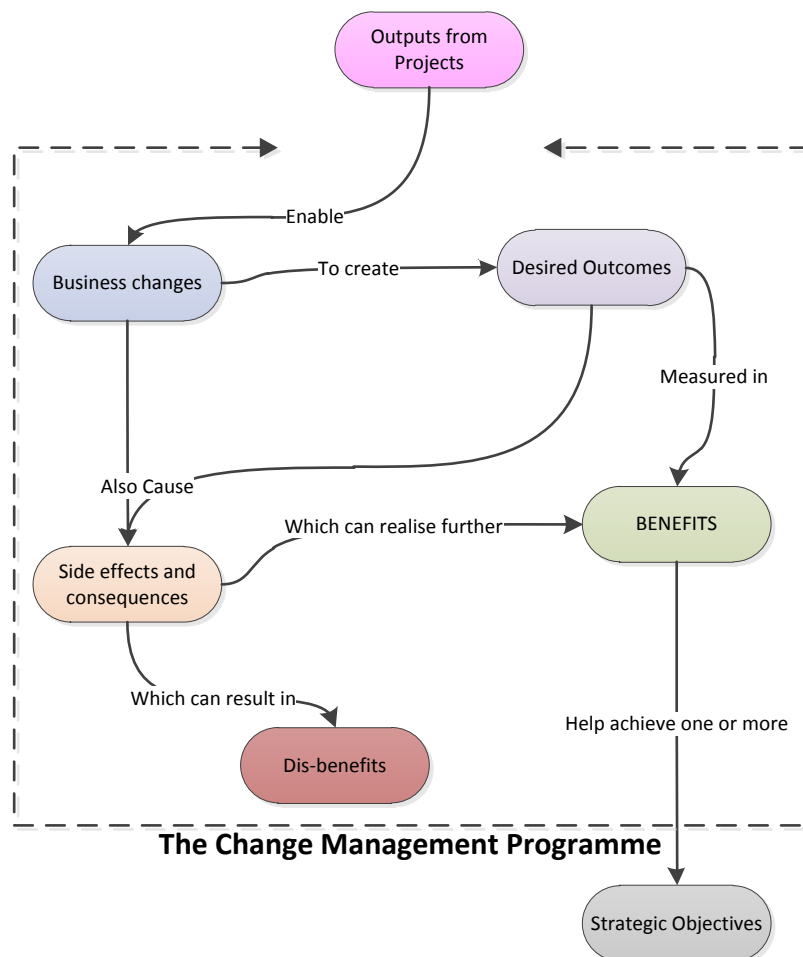 Outputs from
Projects
Enable
Business changes
To create
Desired Outcomes
Measured in
Also Cause
Which can realise further
BENEFITS
Side effects and
consequences
Which can result in
Help achieve one or more
Dis-benefits
The Change Management Programme
Strategic Objectives